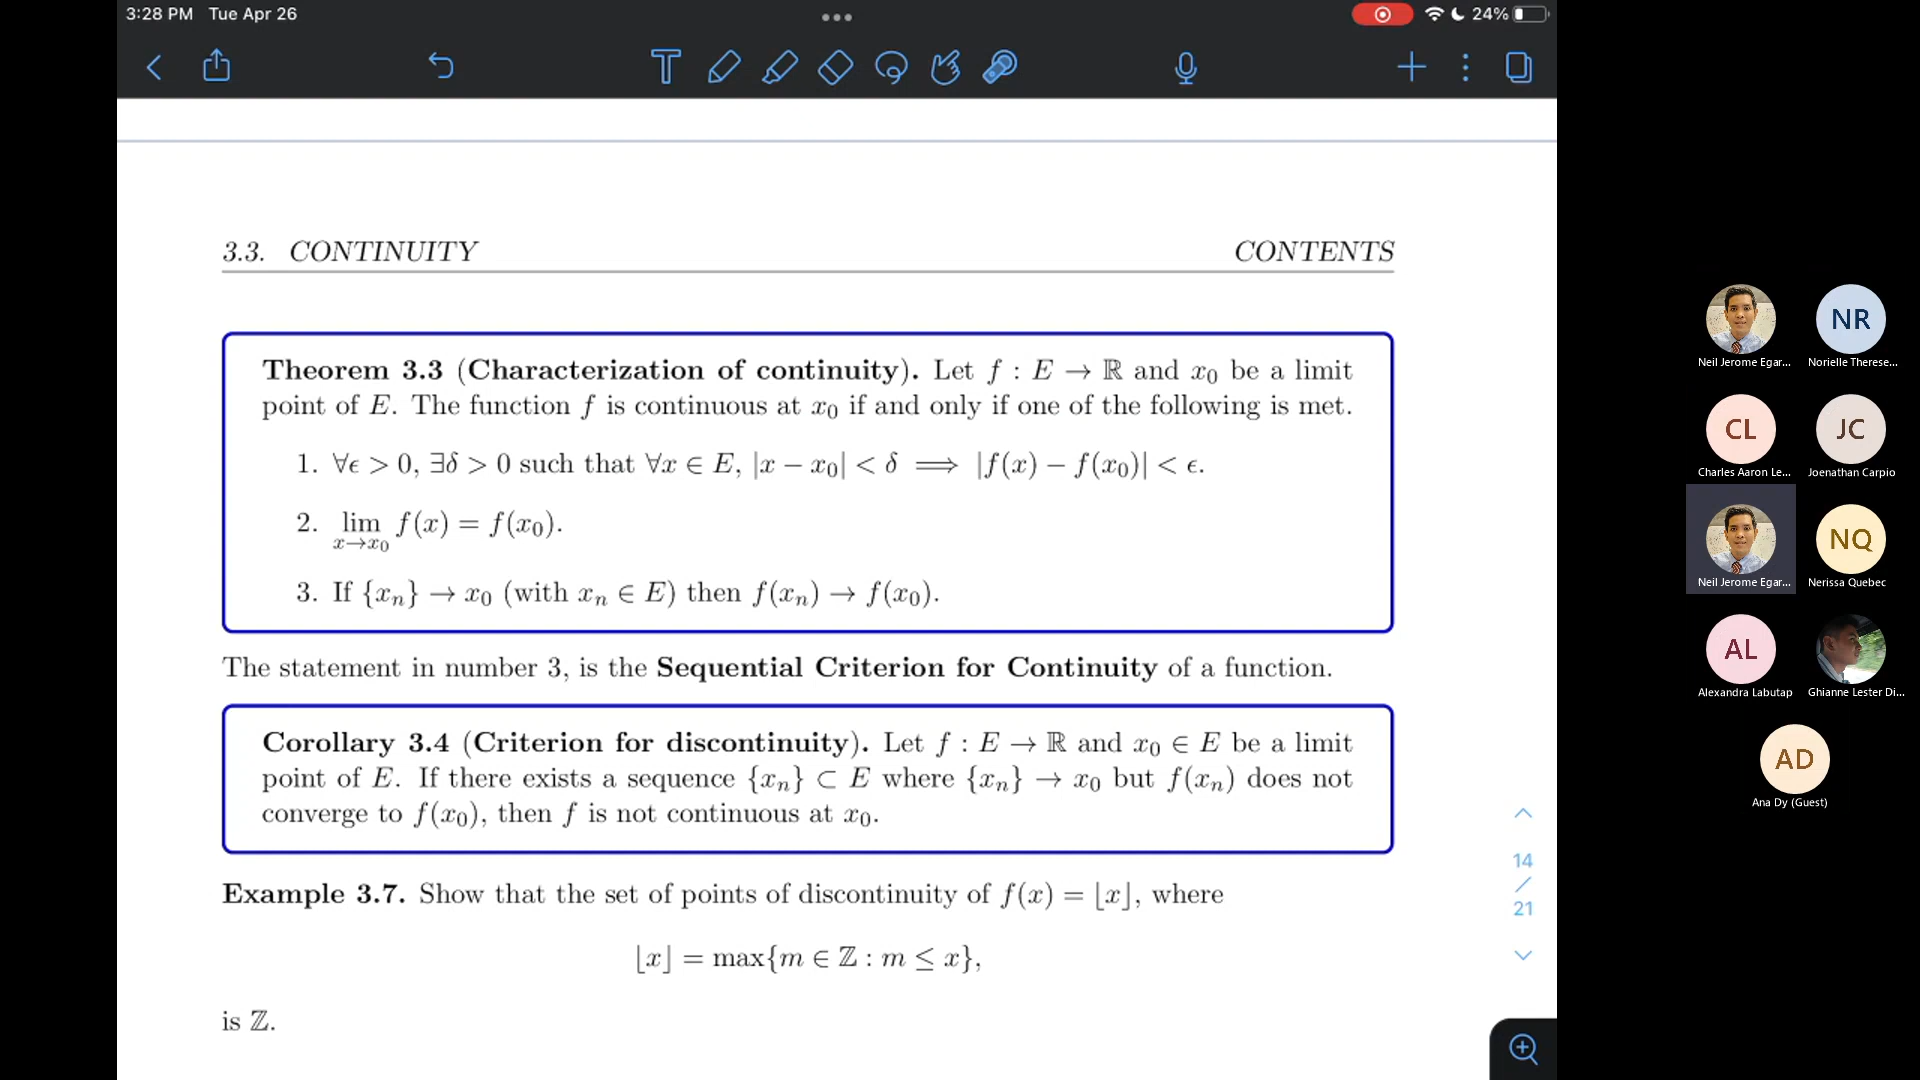 3:28 PM Tue Apr 26
24%
3.3. CONTINUITY CONTENTS
Theorem 3.3 (Characterization of continuity). Let f : E → ℝ and x₀ be a limit
point of E. The function f is continuous at x₀ if and only if one of the following is met.
1. ∀ϵ > 0, ∃δ > 0 such that ∀x ∈ E, |x − x₀| < δ ⟹ |f(x) − f(x₀)| < ϵ.
2. lim f(x) = f(x₀).
x→x₀
3. If {xₙ} → x₀ (with xₙ ∈ E) then f(xₙ) → f(x₀).
The statement in number 3, is the Sequential Criterion for Continuity of a function.
Corollary 3.4 (Criterion for discontinuity). Let f : E → ℝ and x₀ ∈ E be a limit
point of E. If there exists a sequence {xₙ} ⊂ E where {xₙ} → x₀ but f(xₙ) does not
converge to f(x₀), then f is not continuous at x₀.
Example 3.7. Show that the set of points of discontinuity of f(x) = ⌊x⌋, where
⌊x⌋ = max{m ∈ ℤ : m ≤ x},
is ℤ.
14
/
21
NR
Neil Jerome Egar... Norielle Therese...
CL JC
Charles Aaron Le... Joenathan Carpio
NQ
Neil Jerome Egar... Nerissa Quebec
AL
Alexandra Labutap Ghianne Lester Di...
AD
Ana Dy (Guest)